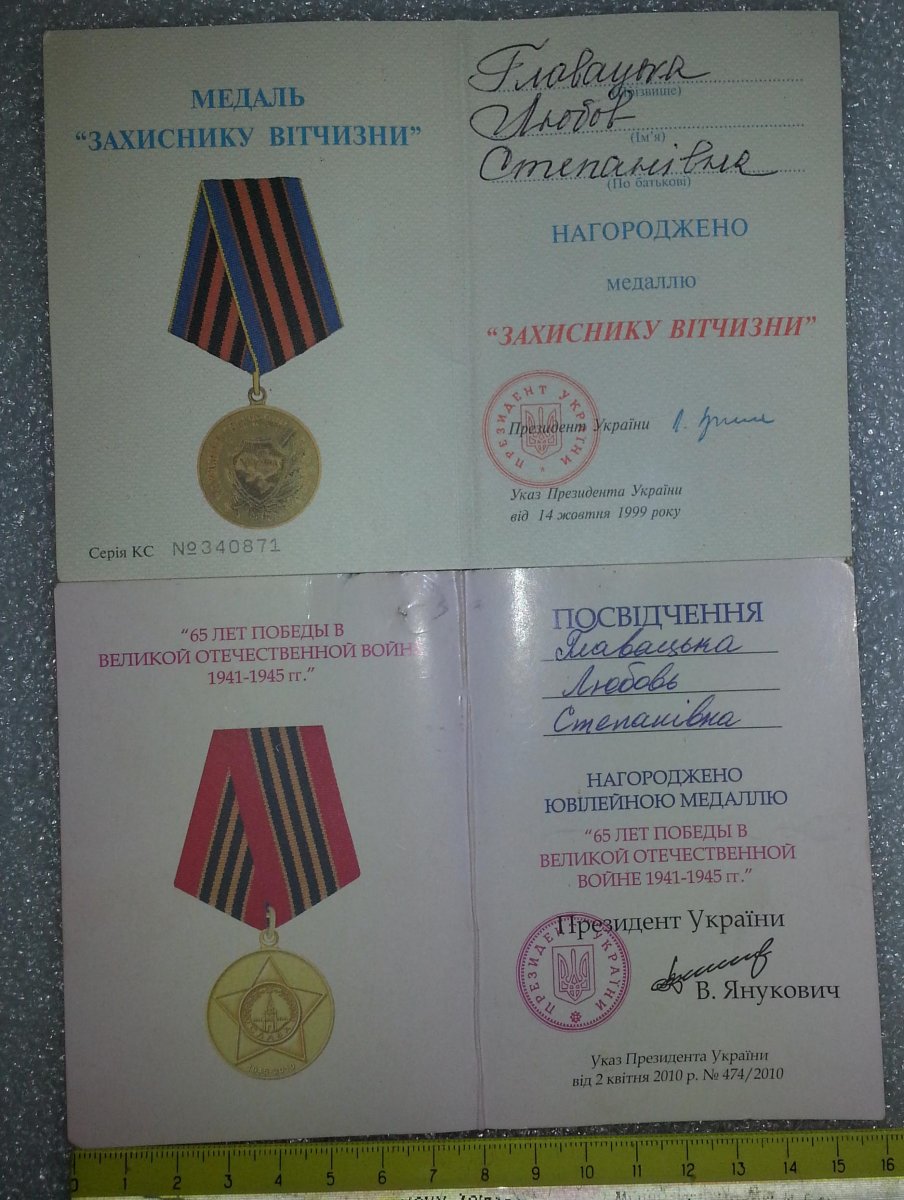 МЕДАЛЬ
“ЗАХИСНИКУ ВІТЧИЗНИ”
Серія КС №340871
Главацька
(Прізвище)
Любов
(Ім’я)
Степанівна
(По батькові)
НАГОРОДЖЕНО
медаллю
“ЗАХИСНИКУ ВІТЧИЗНИ”
ПРЕЗИДЕНТ УКРАЇНИ
Президент України
Указ Президента України
від 14 жовтня 1999 року
“65 ЛЕТ ПОБЕДЫ В
ВЕЛИКОЙ ОТЕЧЕСТВЕННОЙ ВОЙНЕ
1941-1945 гг.”
1945-2010
ПОСВІДЧЕННЯ
Главацька
Любовь
Степанівна
НАГОРОДЖЕНО
ЮВІЛЕЙНОЮ МЕДАЛЛЮ
“65 ЛЕТ ПОБЕДЫ В
ВЕЛИКОЙ ОТЕЧЕСТВЕННОЙ
ВОЙНЕ 1941-1945 гг.”
Президент України
ПРЕЗИДЕНТ УКРАЇНИ
В. Янукович
Указ Президента України
від 2 квітня 2010 р. № 474/2010
0 1 2 3 4 5 6 7 8 9 10 11 12 13 14 15 16